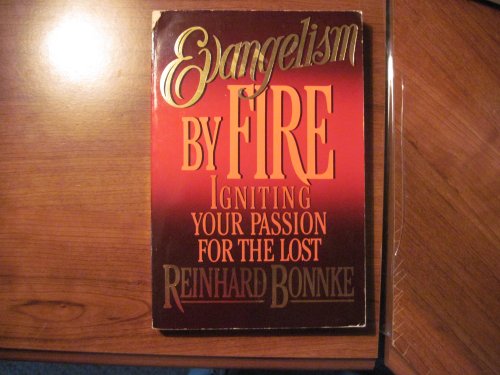 Evangelism
BY FIRE
IGNITING
YOUR PASSION
FOR THE LOST
REINHARD BONNKE